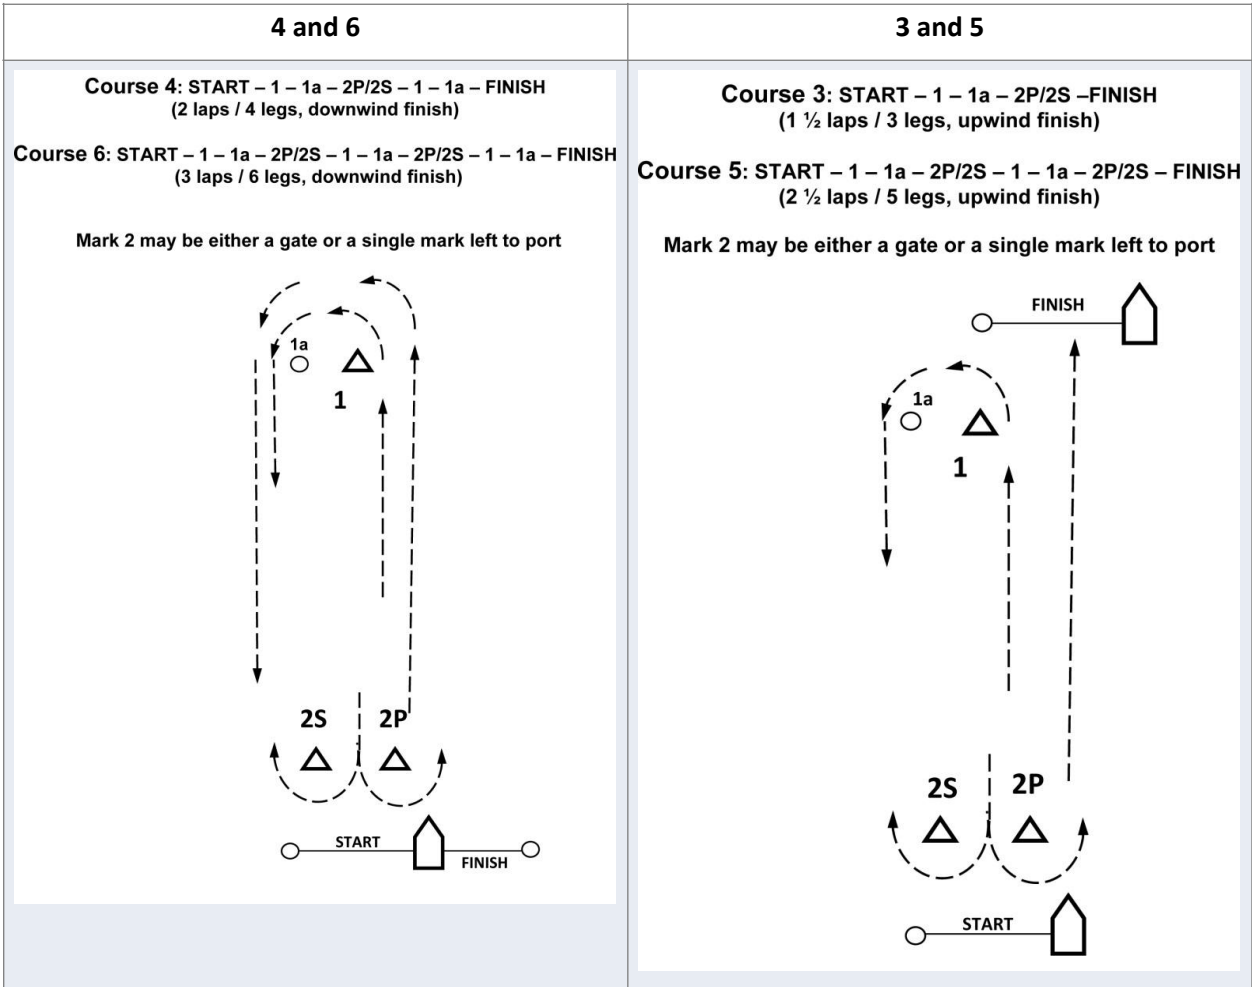 4 and 6
Course 4: START – 1 – 1a – 2P/2S – 1 – 1a – FINISH
(2 laps / 4 legs, downwind finish)
Course 6: START – 1 – 1a – 2P/2S – 1 – 1a – 2P/2S – 1 – 1a – FINISH
(3 laps / 6 legs, downwind finish)
Mark 2 may be either a gate or a single mark left to port
1a
1
2S
2P
START
FINISH
3 and 5
Course 3: START – 1 – 1a – 2P/2S –FINISH
(1 ½ laps / 3 legs, upwind finish)
Course 5: START – 1 – 1a – 2P/2S – 1 – 1a – 2P/2S – FINISH
(2 ½ laps / 5 legs, upwind finish)
Mark 2 may be either a gate or a single mark left to port
FINISH
1a
1
2S
2P
START